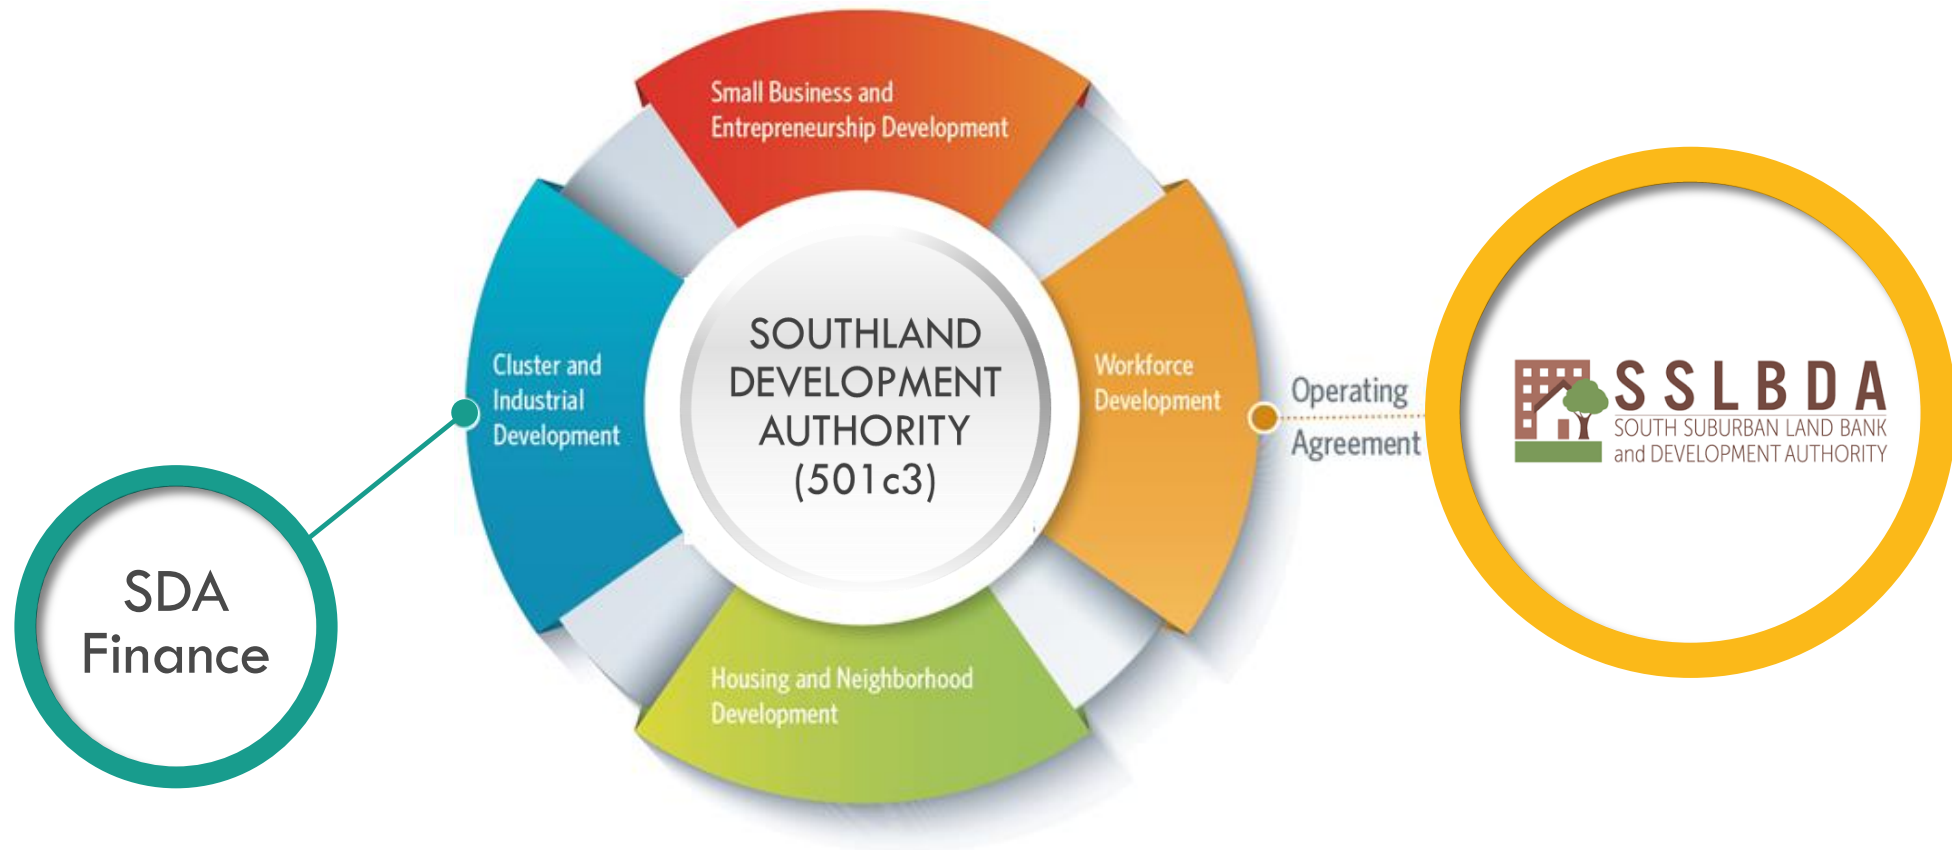 Small Business and
Entrepreneurship Development
Cluster and
Industrial
Development
SOUTHLAND
DEVELOPMENT
AUTHORITY
(501c3)
Workforce
Development
Operating
Agreement
SSLBDA
SOUTH SUBURBAN LAND BANK
and DEVELOPMENT AUTHORITY
SDA
Finance
Housing and Neighborhood
Development